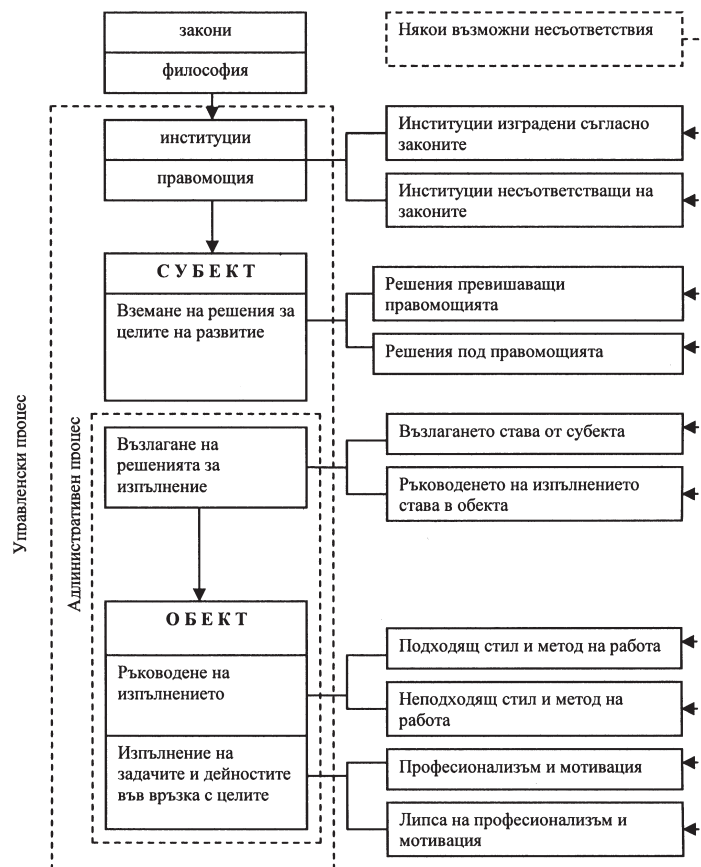 закони
философия
Някои възможни несъответствия
институции
правомощия
Институции изградени съгласно
законите
Институции несъответстващи на
законите
СУБЕКТ
Вземане на решения за
целите на развитие
Решения превишаващи
правомощията
Решения под правомощията
Управленски процес
Адлинистративен процес
Възлагане на
решенията за
изпълнение
Възлагането става от субекта
Ръководенето на изпълнението
става в обекта
ОБЕКТ
Ръководене на
изпълнението
Подходящ стил и метод на работа
Неподходящ стил и метод на
работа
Изпълнение на
задачите и дейностите
във връзка с целите
Професионализъм и мотивация
Липса на професионализъм и
мотивация